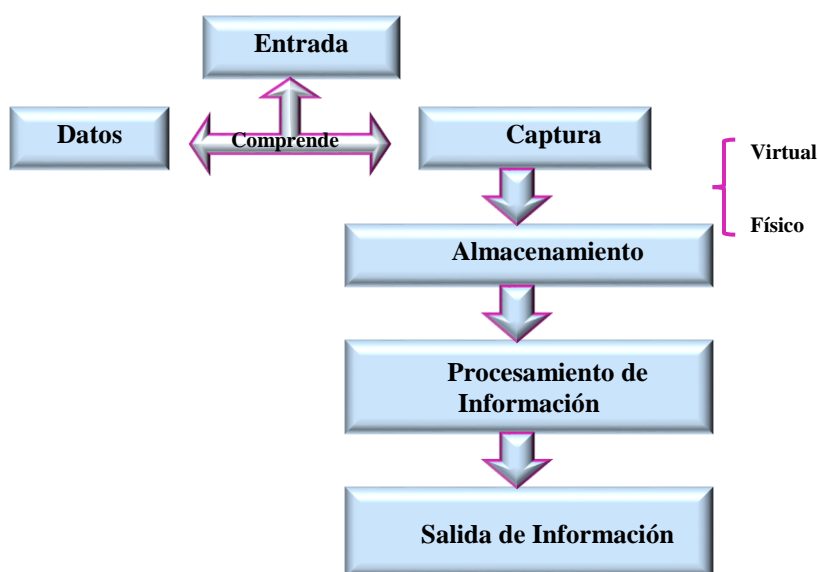 Entrada
Datos
Comprende
Captura
Virtual
Físico
Almacenamiento
Procesamiento de
Información
Salida de Información